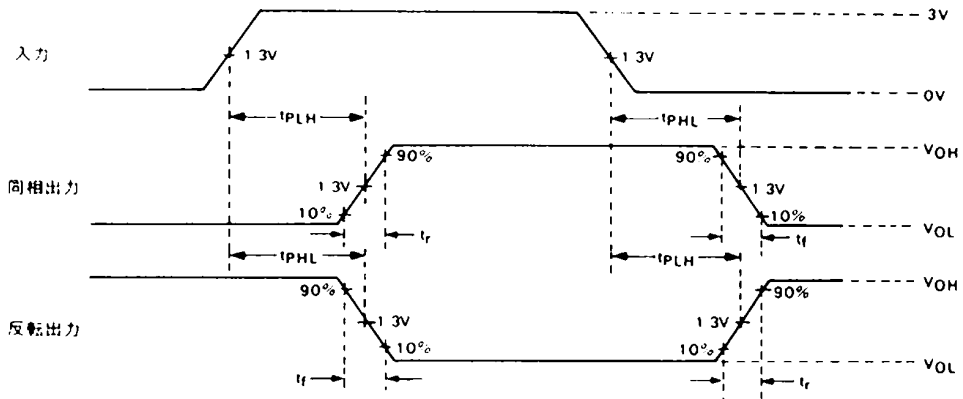 3V
入力
1.3V
1.3V
0V
tPLH
tPHL
90%
90%
VOH
同相出力
1.3V
1.3V
10%
10%
tr
tf
VOL
tPHL
tPLH
90%
90%
VOH
反転出力
1.3V
1.3V
10%
10%
tf
tr
VOL